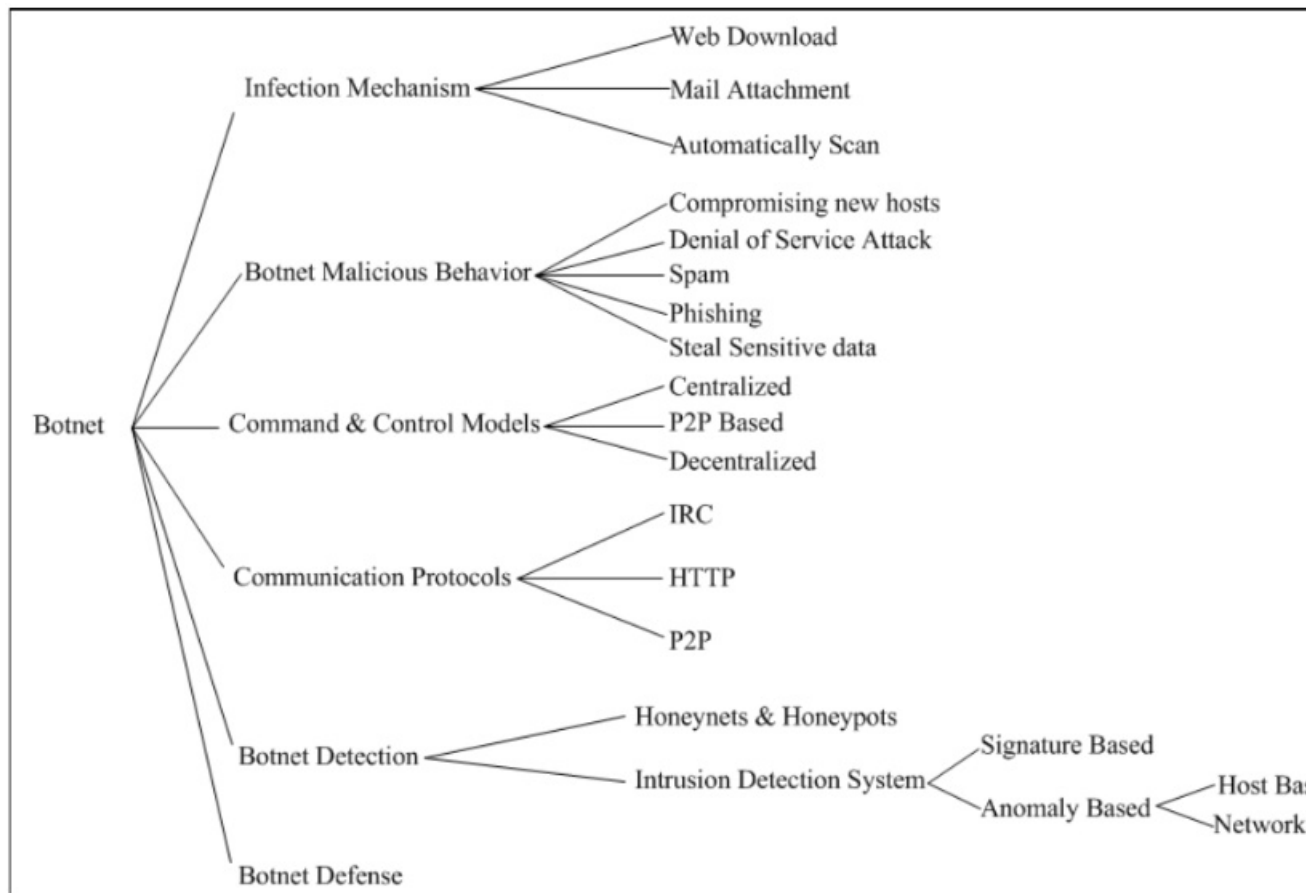 Botnet
Infection Mechanism
Web Download
Mail Attachment
Automatically Scan
Botnet Malicious Behavior
Compromising new hosts
Denial of Service Attack
Spam
Phishing
Steal Sensitive data
Command & Control Models
Centralized
P2P Based
Decentralized
Communication Protocols
IRC
HTTP
P2P
Botnet Detection
Honeynets & Honeypots
Intrusion Detection System
Signature Based
Anomaly Based
Host
Network
Botnet Defense